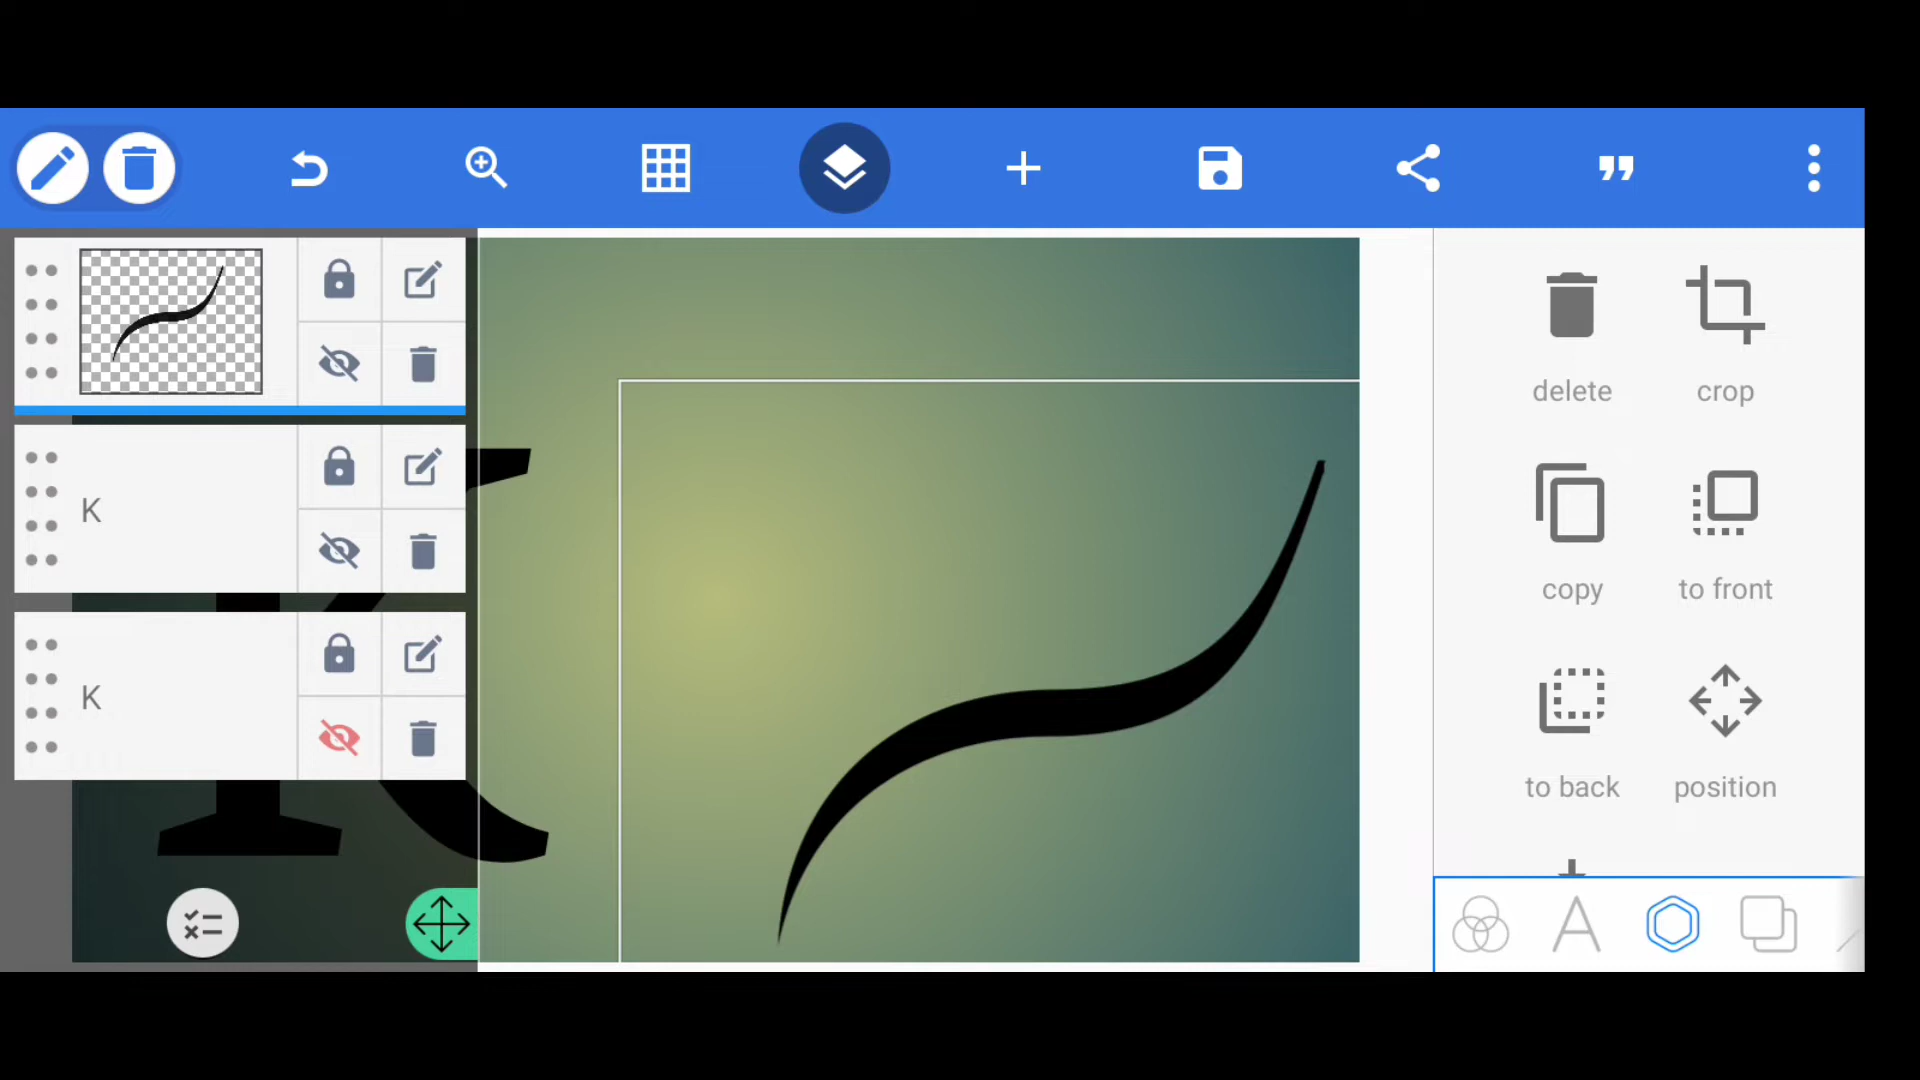 K
K
K
delete
crop
copy
to front
to back
position